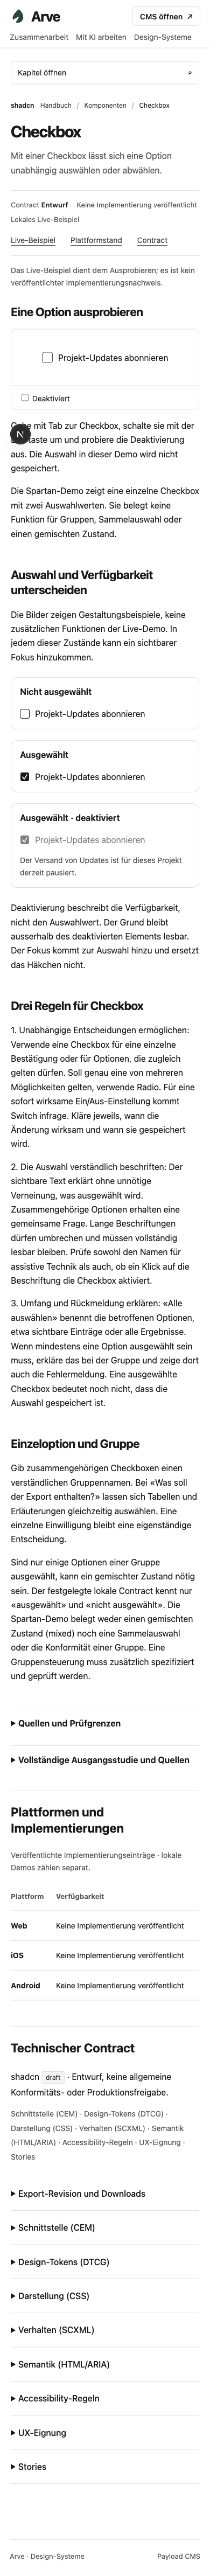 Arve
CMS öffnen ↗
Zusammenarbeit Mit KI arbeiten Design-Systeme
Kapitel öffnen
shadcn Handbuch / Komponenten / Checkbox
Checkbox
Mit einer Checkbox lässt sich eine Option
unabhängig auswählen oder abwählen.
Contract Entwurf Keine Implementierung veröffentlicht
Lokales Live-Beispiel
Live-Beispiel Plattformstand Contract
Das Live-Beispiel dient dem Ausprobieren; es ist kein
veröffentlichter Implementierungsnachweis.
Eine Option ausprobieren
Projekt-Updates abonnieren
Deaktiviert
N
mit Tab zur Checkbox, schalte sie mit der
um und probiere die Deaktivierung
aus. Die Auswahl in dieser Demo wird nicht
gespeichert.
Die Spartan-Demo zeigt eine einzelne Checkbox
mit zwei Auswahlwerten. Sie belegt keine
Funktion für Gruppen, Sammelauswahl oder
einen gemischten Zustand.
Auswahl und Verfügbarkeit
unterscheiden
Die Bilder zeigen Gestaltungsbeispiele, keine
zusätzlichen Funktionen der Live-Demo. In
jedem dieser Zustände kann ein sichtbarer
Fokus hinzukommen.
Nicht ausgewählt
Projekt-Updates abonnieren
Ausgewählt
Projekt-Updates abonnieren
Ausgewählt · deaktiviert
Projekt-Updates abonnieren
Der Versand von Updates ist für dieses Projekt
derzeit pausiert.
Deaktivierung beschreibt die Verfügbarkeit,
nicht den Auswahlwert. Der Grund bleibt
ausserhalb des deaktivierten Elements lesbar.
Der Fokus kommt zur Auswahl hinzu und ersetzt
das Häkchen nicht.
Drei Regeln für Checkbox
1. Unabhängige Entscheidungen ermöglichen:
Verwende eine Checkbox für eine einzelne
Bestätigung oder für Optionen, die zugleich
gelten dürfen. Soll genau eine von mehreren
Möglichkeiten gelten, verwende Radio. Für eine
sofort wirksame Ein/Aus-Einstellung kommt
Switch infrage. Kläre jeweils, wann die
Änderung wirksam und wann sie gespeichert
wird.
2. Die Auswahl verständlich beschriften: Der
sichtbare Text erklärt ohne unnötige
Verneinung, was ausgewählt wird.
Zusammengehörige Optionen erhalten eine
gemeinsame Frage. Lange Beschriftungen
dürfen umbrechen und müssen vollständig
lesbar bleiben. Prüfe sowohl den Namen für
assistive Technik als auch, ob ein Klick auf die
Beschriftung die Checkbox aktiviert.
3. Umfang und Rückmeldung erklären: «Alle
auswählen» benennt die betroffenen Optionen,
etwa sichtbare Einträge oder alle Ergebnisse.
Wenn mindestens eine Option ausgewählt sein
muss, erkläre das bei der Gruppe und zeige dort
auch die Fehlermeldung. Eine ausgewählte
Checkbox bedeutet noch nicht, dass die
Auswahl gespeichert ist.
Einzeloption und Gruppe
Gib zusammengehörigen Checkboxen einen
verständlichen Gruppennamen. Bei «Was soll
der Export enthalten?» lassen sich Tabellen und
Erläuterungen gleichzeitig auswählen. Eine
einzelne Einwilligung bleibt eine eigenständige
Entscheidung.
Sind nur einige Optionen einer Gruppe
ausgewählt, kann ein gemischter Zustand nötig
sein. Der festgelegte lokale Contract kennt nur
«ausgewählt» und «nicht ausgewählt». Die
Spartan-Demo belegt weder einen gemischten
Zustand (mixed) noch eine Sammelauswahl
oder die Konformität einer Gruppe. Eine
Gruppensteuerung muss zusätzlich spezifiziert
und geprüft werden.
Quellen und Prüfgrenzen
Vollständige Ausgangsstudie und Quellen
Plattformen und
Implementierungen
Veröffentlichte Implementierungseinträge · lokale
Demos zählen separat.
Plattform Verfügbarkeit
Web Keine Implementierung veröffentlicht
iOS Keine Implementierung veröffentlicht
Android Keine Implementierung veröffentlicht
Technischer Contract
shadcn draft · Entwurf, keine allgemeine
Konformitäts- oder Produktionsfreigabe.
Schnittstelle (CEM) · Design-Tokens (DTCG) ·
Darstellung (CSS) · Verhalten (SCXML) · Semantik
(HTML/ARIA) · Accessibility-Regeln · UX-Eignung ·
Stories
Export-Revision und Downloads
Schnittstelle (CEM)
Design-Tokens (DTCG)
Darstellung (CSS)
Verhalten (SCXML)
Semantik (HTML/ARIA)
Accessibility-Regeln
UX-Eignung
Stories
Arve · Design-Systeme Payload CMS